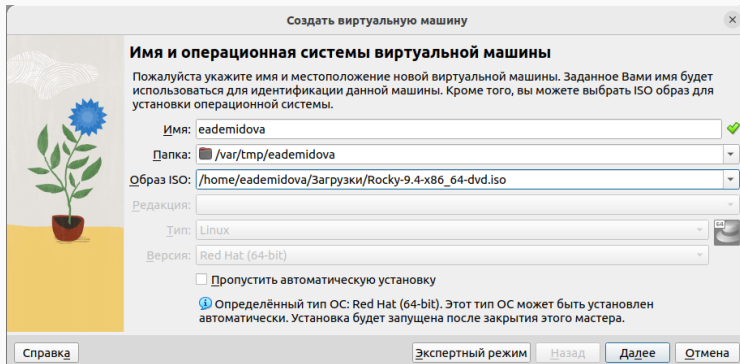 Создать виртуальную машину
Имя и операционная системы виртуальной машины
Пожалуйста укажите имя и местоположение новой виртуальной машины. Заданное Вами имя будет
использоваться для идентификации данной машины. Кроме того, вы можете выбрать ISO образ для
установки операционной системы.
Имя: eademidova
Папка: /var/tmp/eademidova
Образ ISO: /home/eademidova/Загрузки/Rocky-9.4-x86_64-dvd.iso
Редакция:
Тип: Linux
64
Версия: Red Hat (64-bit)
Пропустить автоматическую установку
Определённый тип ОС: Red Hat (64-bit). Этот тип ОС может быть установлен
автоматически. Установка будет запущена после закрытия этого мастера.
Справка Экспертный режим Назад Далее Отмена